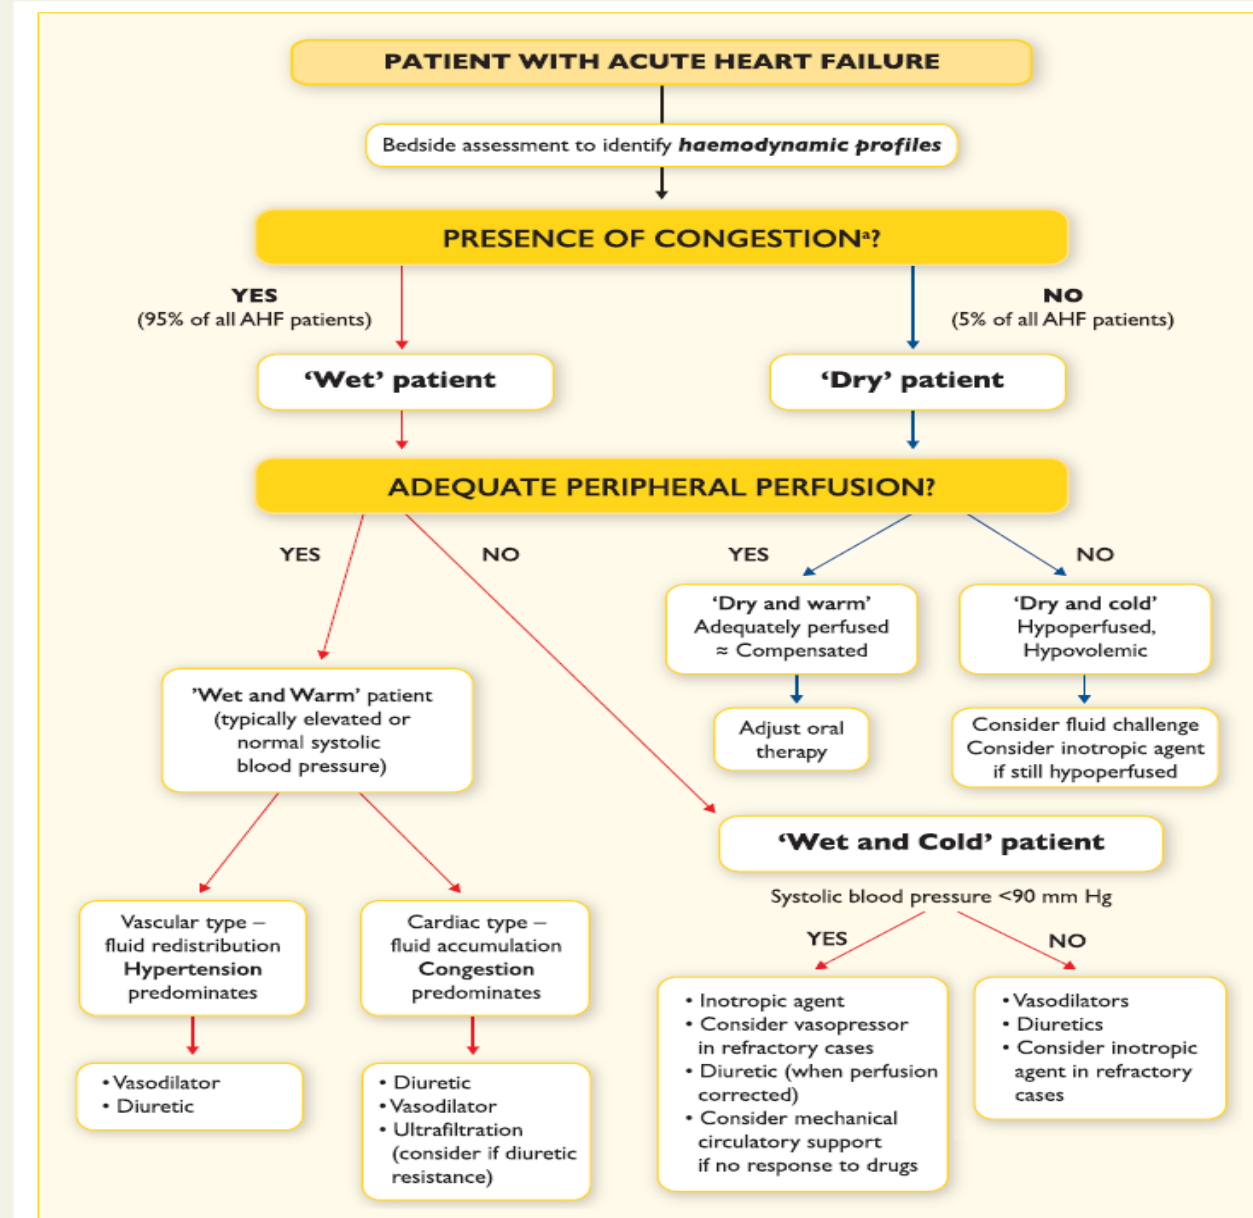 PATIENT WITH ACUTE HEART FAILURE
Bedside assessment to identify haemodynamic profiles
PRESENCE OF CONGESTIONᵃ?
YES
(95% of all AHF patients)
NO
(5% of all AHF patients)
‘Wet’ patient
‘Dry’ patient
ADEQUATE PERIPHERAL PERFUSION?
YES
NO
YES
NO
‘Dry and warm’
Adequately perfused
≈ Compensated
‘Dry and cold’
Hypoperfused,
Hypovolemic
’Wet and Warm’ patient
(typically elevated or
normal systolic
blood pressure)
Adjust oral
therapy
Consider fluid challenge
Consider inotropic agent
if still hypoperfused
‘Wet and Cold’ patient
Systolic blood pressure <90 mm Hg
YES
NO
Vascular type –
fluid redistribution
Hypertension
predominates
Cardiac type –
fluid accumulation
Congestion
predominates
• Vasodilator
• Diuretic
• Diuretic
• Vasodilator
• Ultrafiltration
(consider if diuretic
resistance)
• Inotropic agent
• Consider vasopressor
in refractory cases
• Diuretic (when perfusion
corrected)
• Consider mechanical
circulatory support
if no response to drugs
• Vasodilators
• Diuretics
• Consider inotropic
agent in refractory
cases